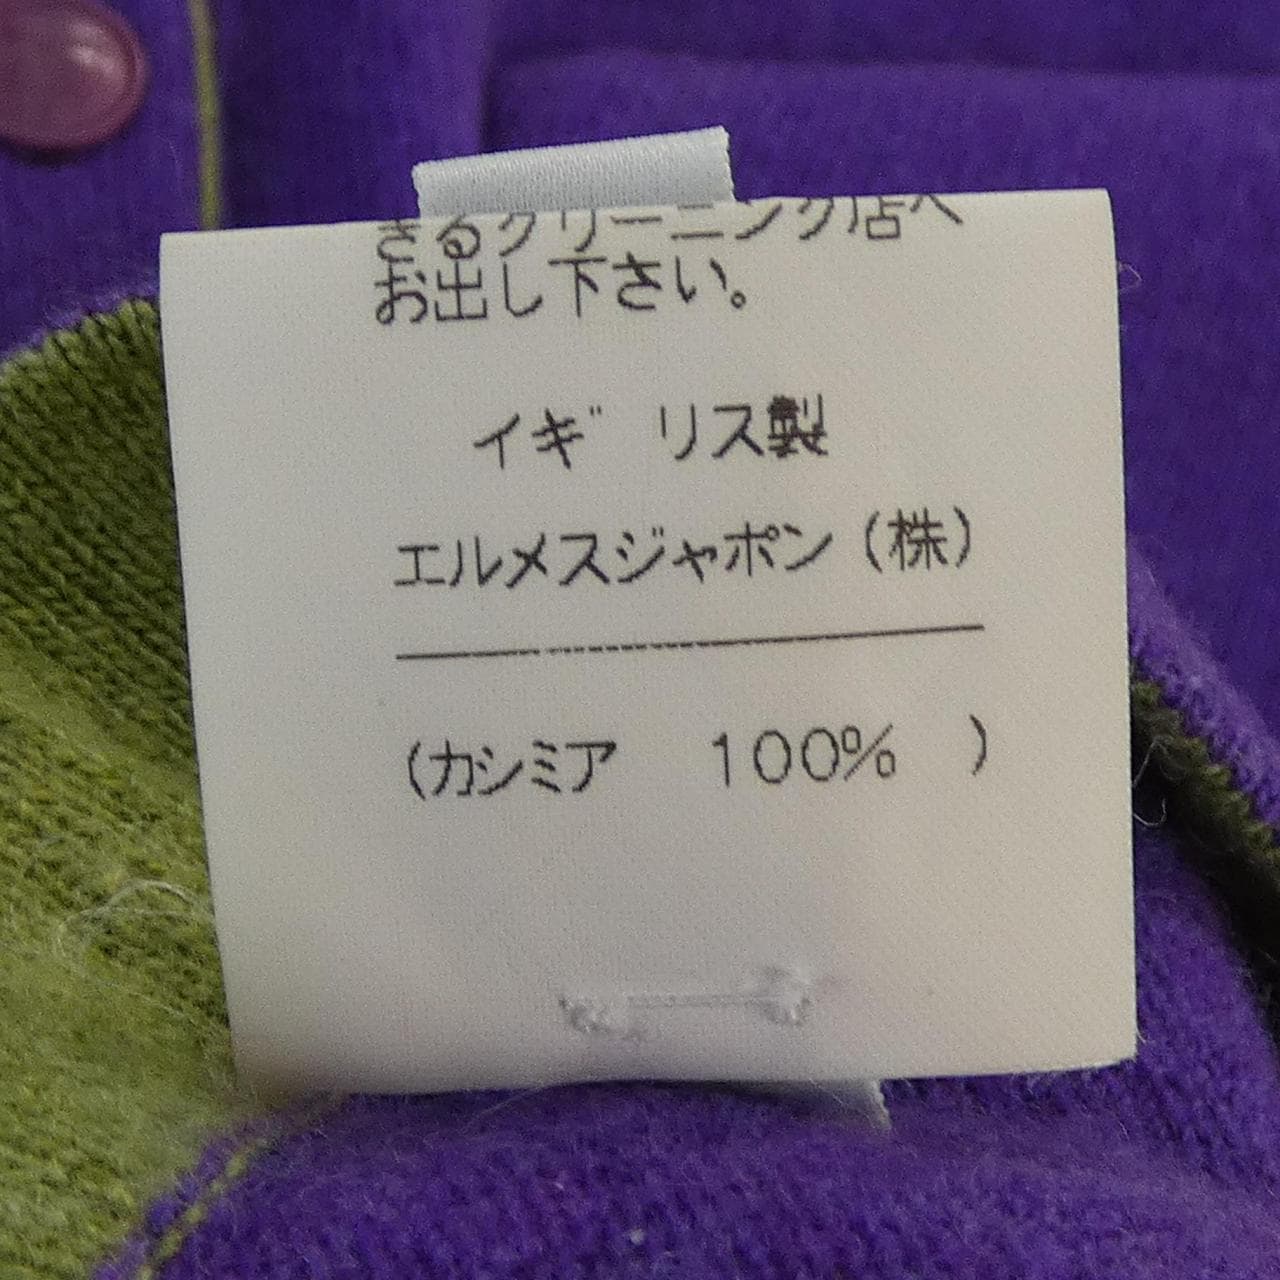 きるクリーニング店へ
お出し下さい。
イギリス製
エルメスジャポン（株）
（カシミア　100%　）